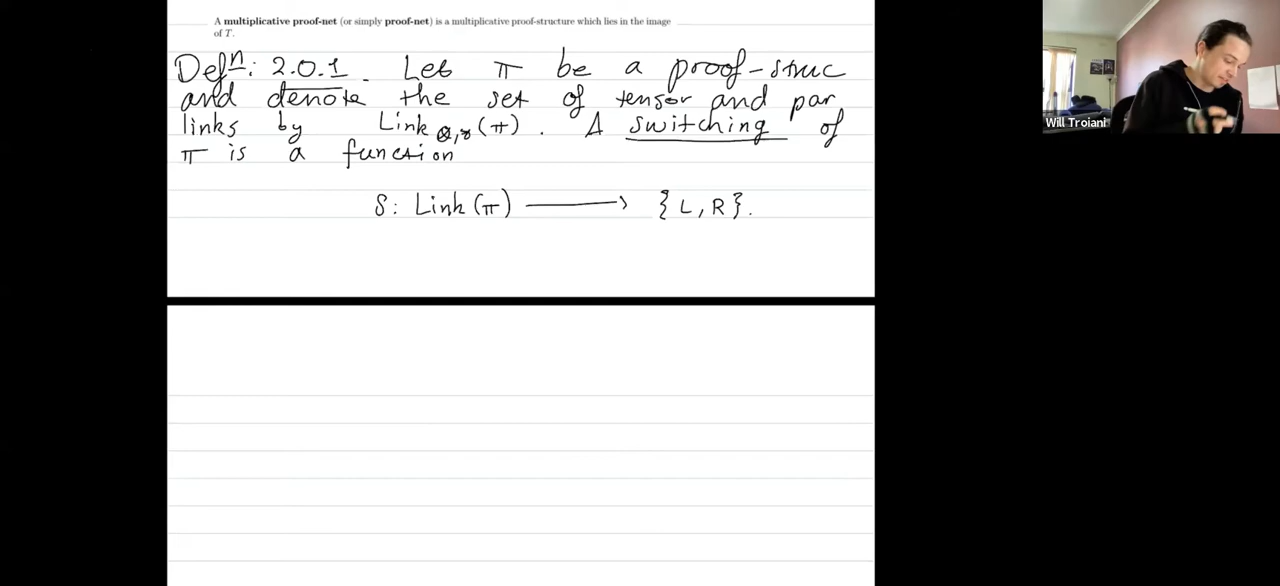 A multiplicative proof-net (or simply proof-net) is a multiplicative proof-structure which lies in the image
of T.
Defⁿ: 2.0.1. Let π be a proof-struc
and denote the set of tensor and par
links by Link ⊗,⅋ (π). A switching of
π is a function
S: Link(π) ⟶ {L, R}.
Will Troiani